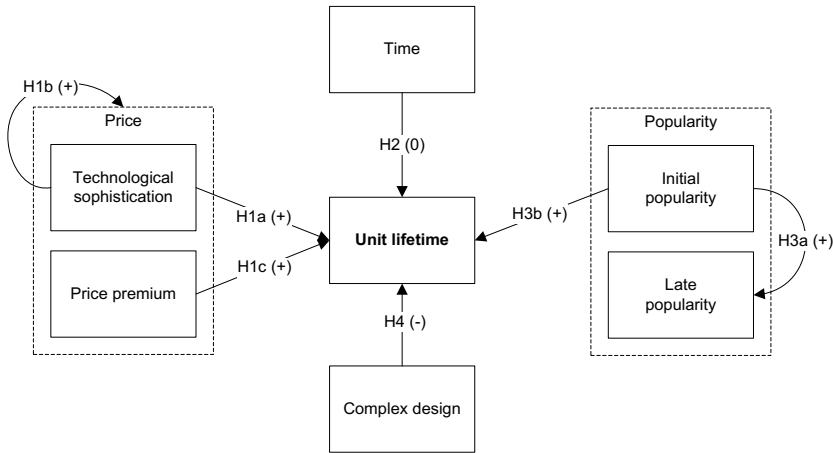 Time
H1b (+)
Price
Popularity
H2 (0)
Technological
sophistication
Initial
popularity
H1a (+)
H3b (+)
Unit lifetime
H3a (+)
H1c (+)
Price premium
Late
popularity
H4 (-)
Complex design